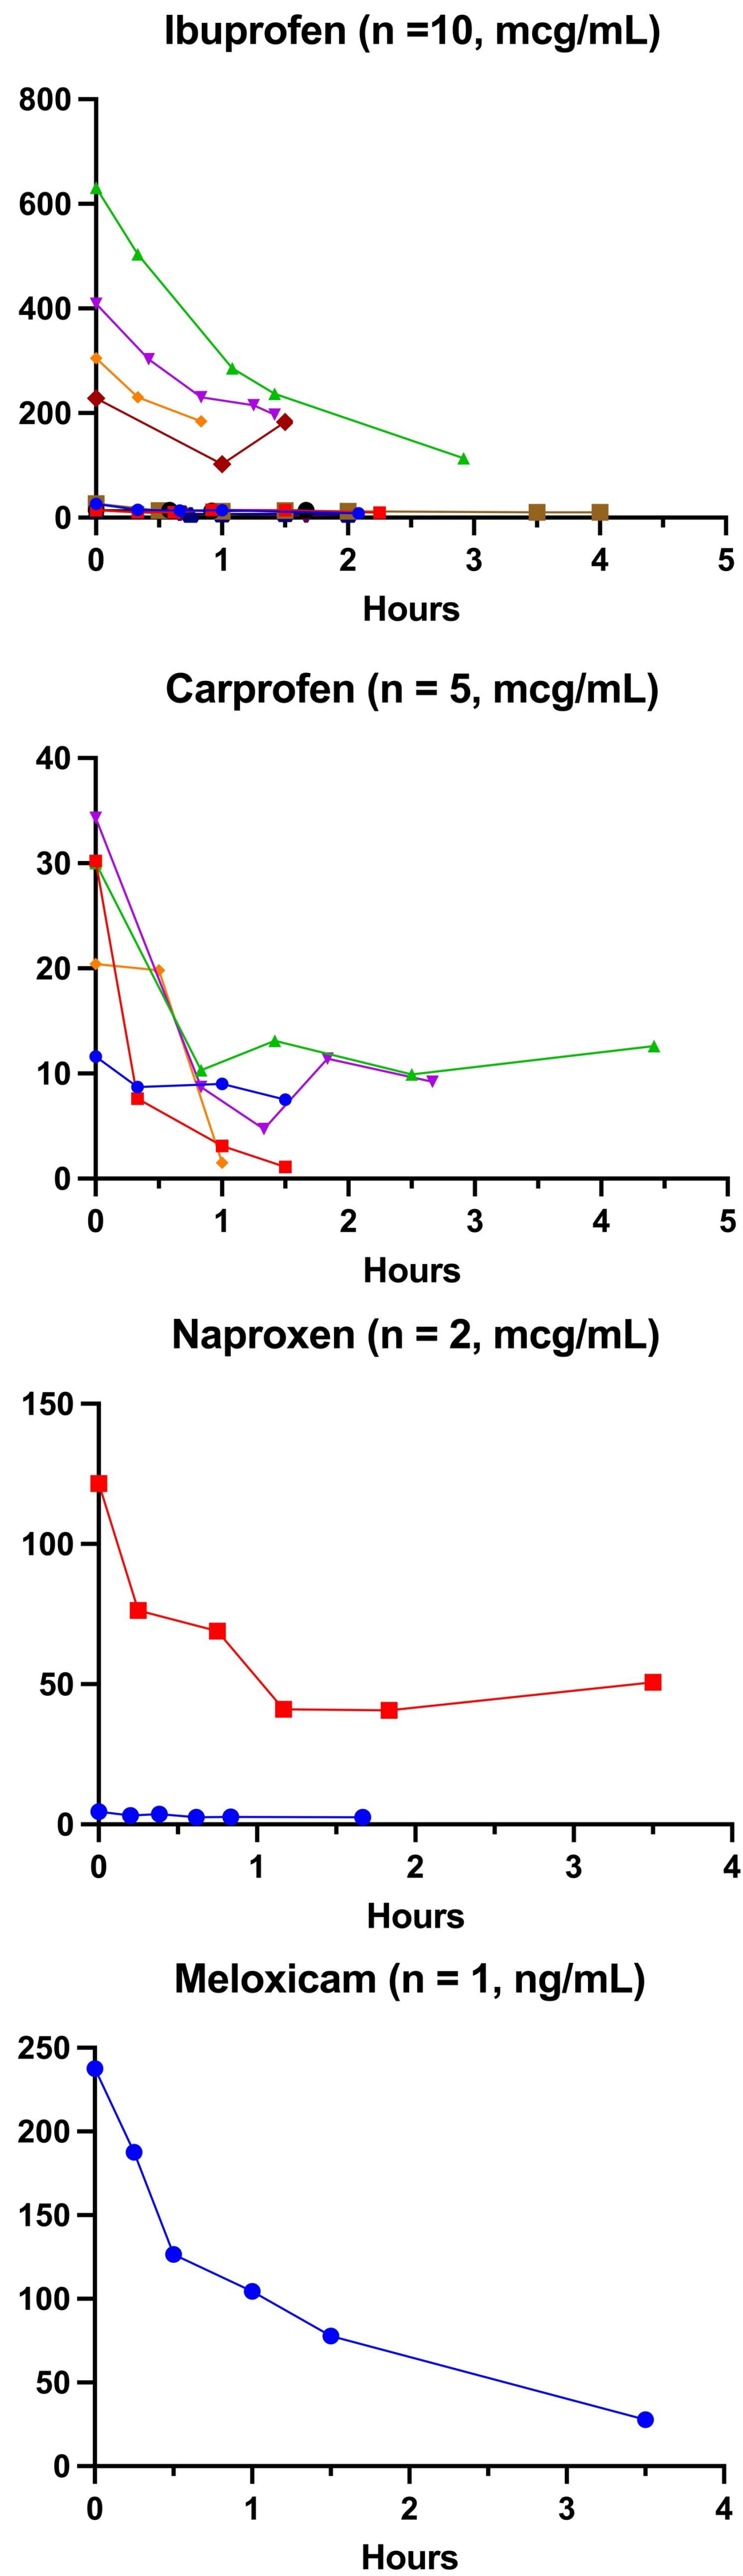 Ibuprofen (n =10, mcg/mL)
800
600
400
200
0
0 1 2 3 4 5
Hours
Carprofen (n = 5, mcg/mL)
40
30
20
10
0
0 1 2 3 4 5
Hours
Naproxen (n = 2, mcg/mL)
150
100
50
0
0 1 2 3 4
Hours
Meloxicam (n = 1, ng/mL)
250
200
150
100
50
0
0 1 2 3 4
Hours